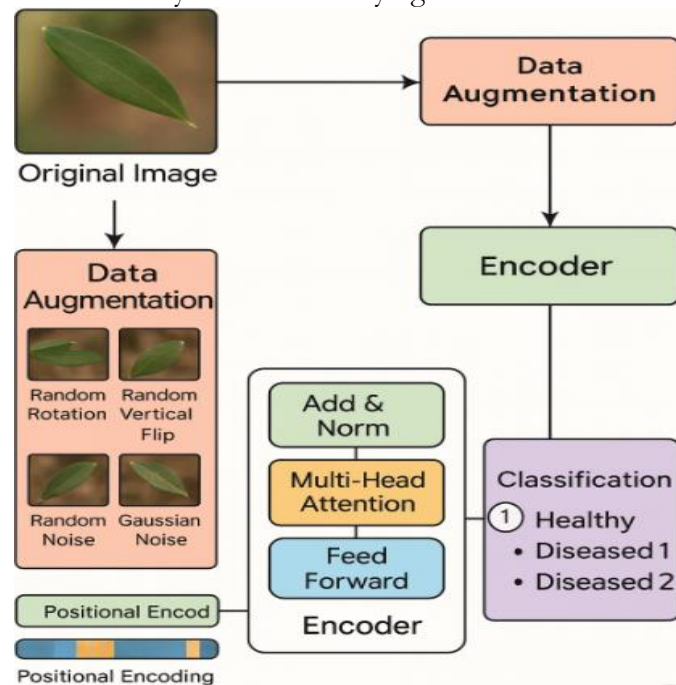 Original Image
Data
Augmentation
Encoder
Data
Augmentation
Random
Rotation
Random
Vertical
Flip
Random
Noise
Gaussian
Noise
Add &
Norm
Multi-Head
Attention
Feed
Forward
Encoder
Classification
1 Healthy
• Diseased 1
• Diseased 2
Positional Encod
Positional Encoding